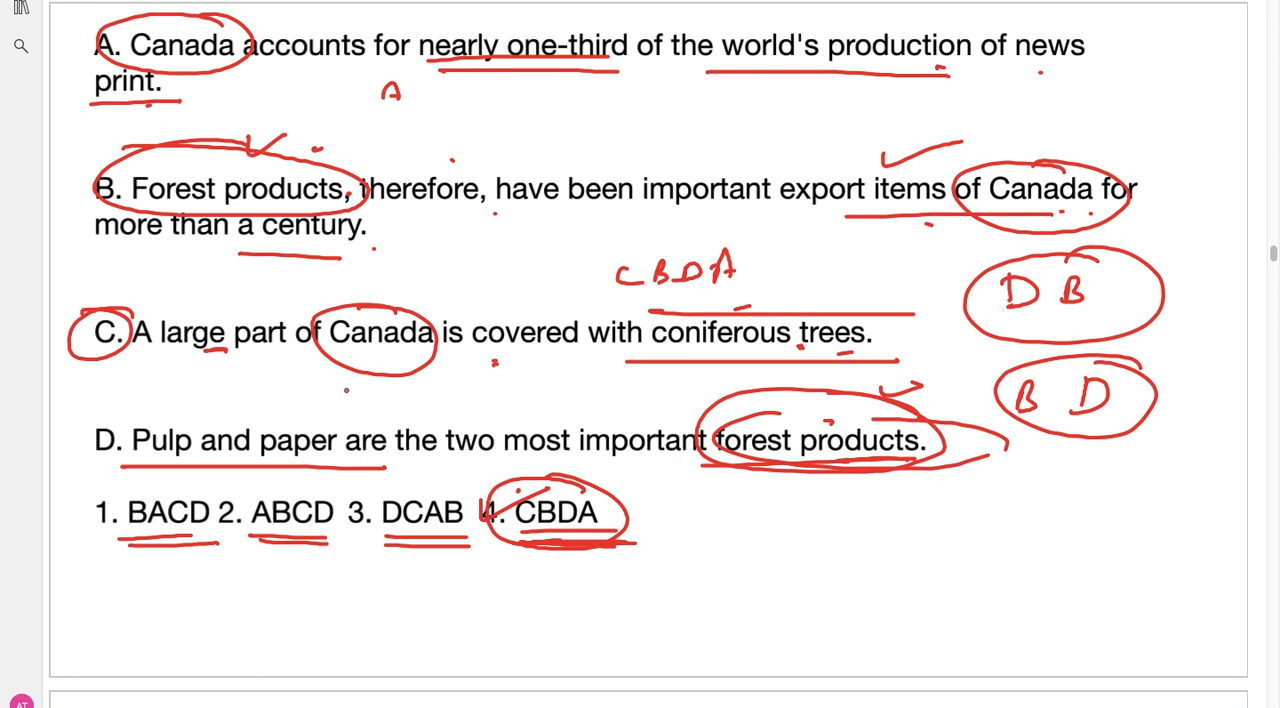 A. Canada accounts for nearly one-third of the world's production of news
print.
A
B. Forest products, therefore, have been important export items of Canada for
more than a century.
CBDA
D B
C. A large part of Canada is covered with coniferous trees.
B D
D. Pulp and paper are the two most important forest products.
1. BACD 2. ABCD 3. DCAB 4. CBDA
AT